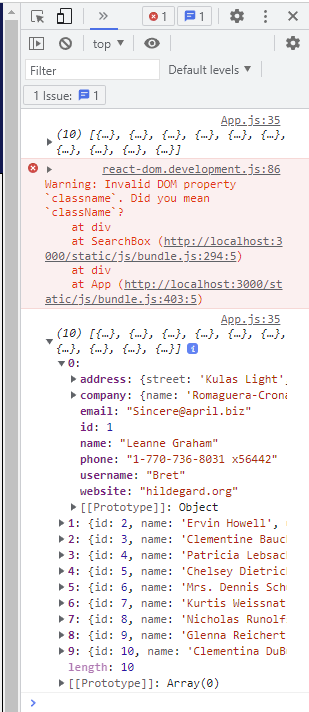 1
1
top
Filter
Default levels
1 Issue: 1
App.js:35
(10) [{…}, {…}, {…}, {…}, {…}, {…},
{…}, {…}, {…}, {…}]
react-dom.development.js:86
Warning: Invalid DOM property
`classname`. Did you mean
`className`?
at div
at SearchBox (http://localhost:3
000/static/js/bundle.js:294:5)
at div
at App (http://localhost:3000/st
atic/js/bundle.js:403:5)
App.js:35
(10) [{…}, {…}, {…}, {…}, {…}, {…},
{…}, {…}, {…}, {…}] i
0:
address: {street: 'Kulas Light',
company: {name: 'Romaguera-Crona
email: "Sincere@april.biz"
id: 1
name: "Leanne Graham"
phone: "1-770-736-8031 x56442"
username: "Bret"
website: "hildegard.org"
[[Prototype]]: Object
1: {id: 2, name: 'Ervin Howell',
2: {id: 3, name: 'Clementine Bauc
3: {id: 4, name: 'Patricia Lebsac
4: {id: 5, name: 'Chelsey Dietric
5: {id: 6, name: 'Mrs. Dennis Sch
6: {id: 7, name: 'Kurtis Weissnat
7: {id: 8, name: 'Nicholas Runolf
8: {id: 9, name: 'Glenna Reichert
9: {id: 10, name: 'Clementina DuB
length: 10
[[Prototype]]: Array(0)